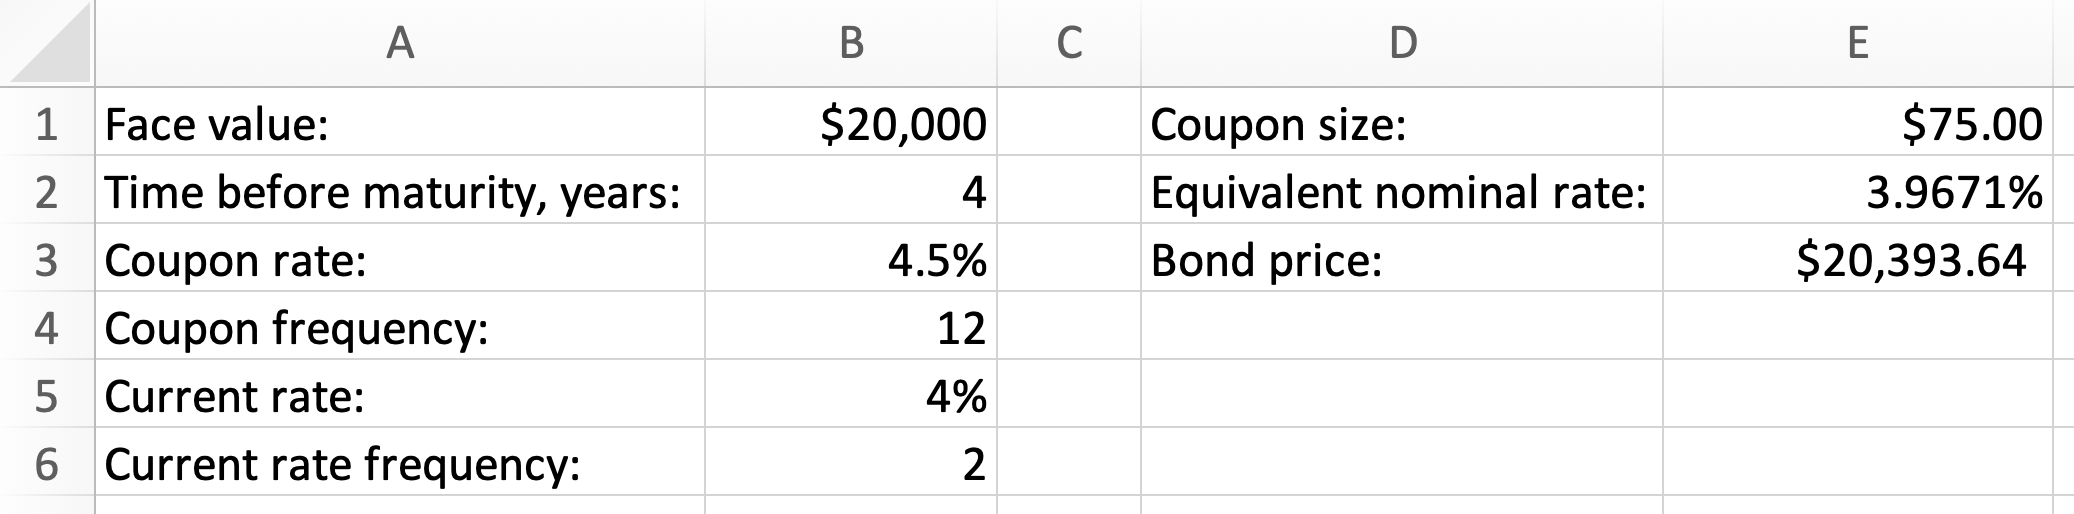 A B C D E
1 Face value: $20,000 Coupon size: $75.00
2 Time before maturity, years: 4 Equivalent nominal rate: 3.9671%
3 Coupon rate: 4.5% Bond price: $20,393.64
4 Coupon frequency: 12
5 Current rate: 4%
6 Current rate frequency: 2